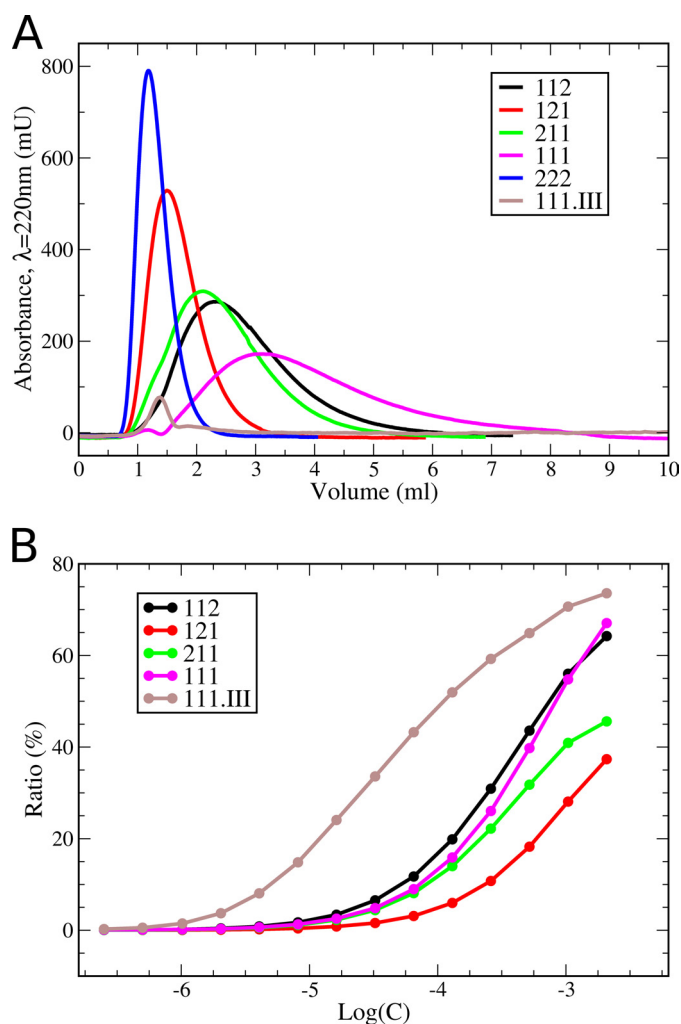 A
Absorbance, λ=220nm (mU)
800
600
400
200
0
112
121
211
111
222
111.III
0 1 2 3 4 5 6 7 8 9 10
Volume (ml)
B
Ratio (%)
80
60
40
20
0
112
121
211
111
111.III
-6 -5 -4 -3
Log(C)